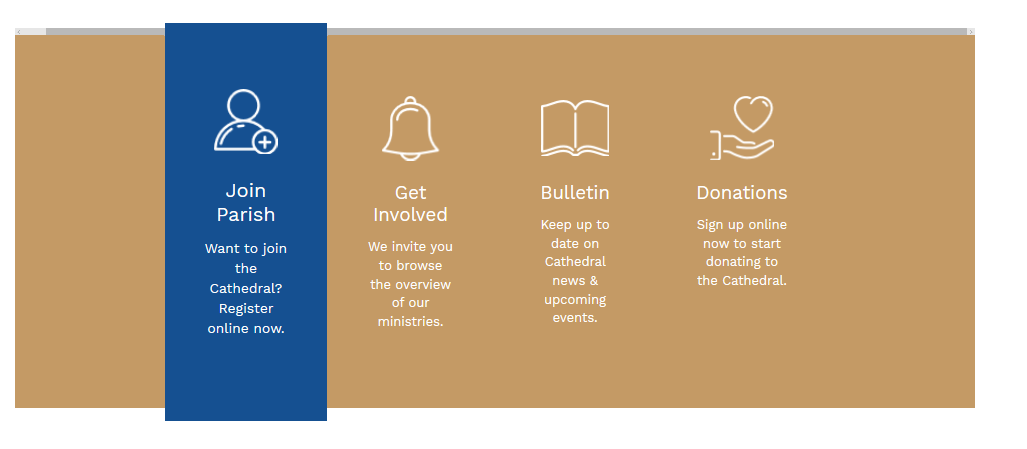 Join
Parish
Want to join
the
Cathedral?
Register
online now.
Get
Involved
We invite you
to browse
the overview
of our
ministries.
Bulletin
Keep up to
date on
Cathedral
news &
upcoming
events.
Donations
Sign up online
now to start
donating to
the Cathedral.